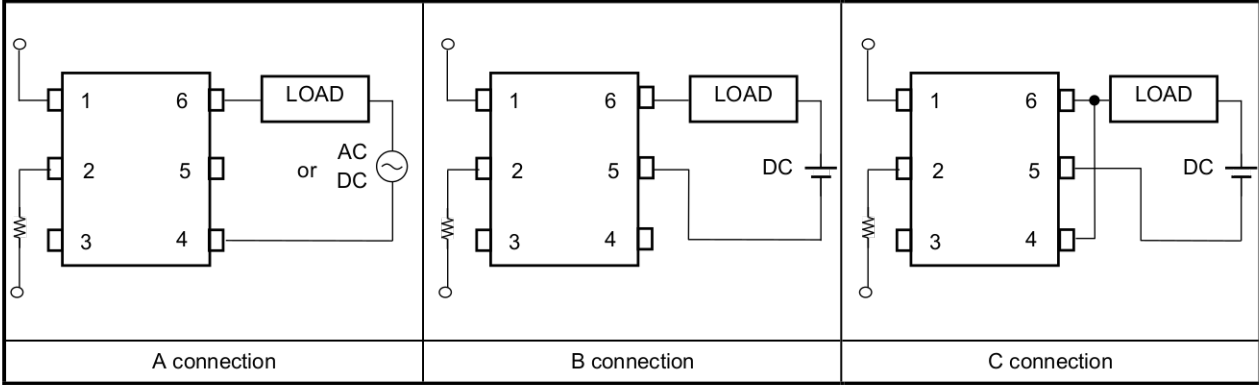 1 6 LOAD
2 5 or AC DC
3 4
A connection
1 6 LOAD
2 5 DC
3 4
B connection
1 6 LOAD
2 5 DC
3 4
C connection